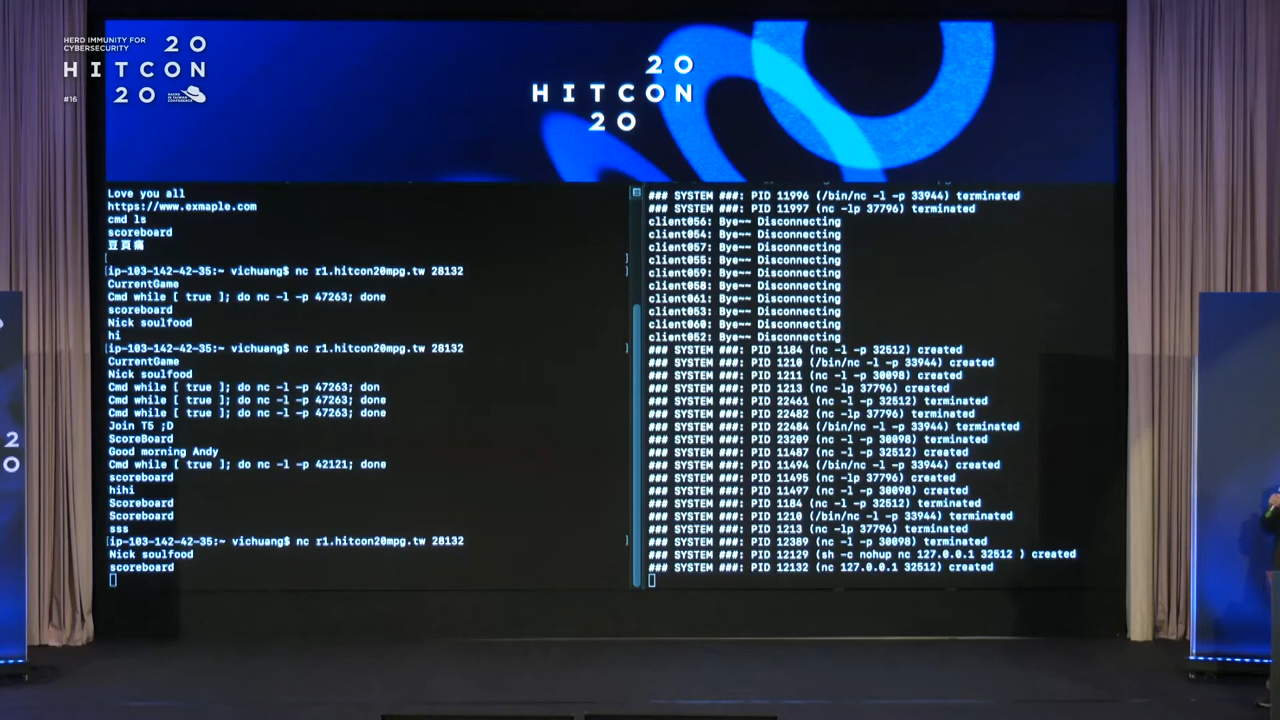 HERD IMMUNITY FOR
CYBERSECURITY
20
HITCON
#16
20
HACKS IN TAIWAN CONFERENCE
20
HITCON
20
Love you all
https://www.exmaple.com
cmd ls
scoreboard
豆頁痛
[
[ip-103-142-42-35:~ vichuang$ nc r1.hitcon20mpg.tw 28132 ]
CurrentGame
Cmd while [ true ]; do nc -l -p 47263; done
scoreboard
Nick soulfood
hi
[ip-103-142-42-35:~ vichuang$ nc r1.hitcon20mpg.tw 28132 ]
CurrentGame
Nick soulfood
Cmd while [ true ]; do nc -l -p 47263; don
Cmd while [ true ]; do nc -l -p 47263; done
Cmd while [ true ]; do nc -l -p 47263; done
Join T5 ;D
ScoreBoard
Good morning Andy
Cmd while [ true ]; do nc -l -p 42121; done
scoreboard
hihi
Scoreboard
Scoreboard
sss
[ip-103-142-42-35:~ vichuang$ nc r1.hitcon20mpg.tw 28132 ]
Nick soulfood
scoreboard
### SYSTEM ###: PID 11996 (/bin/nc -l -p 33944) terminated
### SYSTEM ###: PID 11997 (nc -lp 37796) terminated
client056: Bye~~ Disconnecting
client054: Bye~~ Disconnecting
client057: Bye~~ Disconnecting
client055: Bye~~ Disconnecting
client059: Bye~~ Disconnecting
client058: Bye~~ Disconnecting
client061: Bye~~ Disconnecting
client053: Bye~~ Disconnecting
client060: Bye~~ Disconnecting
client052: Bye~~ Disconnecting
### SYSTEM ###: PID 1184 (nc -l -p 32512) created
### SYSTEM ###: PID 1210 (/bin/nc -l -p 33944) created
### SYSTEM ###: PID 1211 (nc -l -p 30098) created
### SYSTEM ###: PID 1213 (nc -lp 37796) created
### SYSTEM ###: PID 22461 (nc -l -p 32512) terminated
### SYSTEM ###: PID 22482 (nc -lp 37796) terminated
### SYSTEM ###: PID 22484 (/bin/nc -l -p 33944) terminated
### SYSTEM ###: PID 23209 (nc -l -p 30098) terminated
### SYSTEM ###: PID 11487 (nc -l -p 32512) created
### SYSTEM ###: PID 11494 (/bin/nc -l -p 33944) created
### SYSTEM ###: PID 11495 (nc -lp 37796) created
### SYSTEM ###: PID 11497 (nc -l -p 30098) created
### SYSTEM ###: PID 1184 (nc -l -p 32512) terminated
### SYSTEM ###: PID 1210 (/bin/nc -l -p 33944) terminated
### SYSTEM ###: PID 1213 (nc -lp 37796) terminated
### SYSTEM ###: PID 12389 (nc -l -p 30098) terminated
### SYSTEM ###: PID 12129 (sh -c nohup nc 127.0.0.1 32512 ) created
### SYSTEM ###: PID 12132 (nc 127.0.0.1 32512) created
2
0